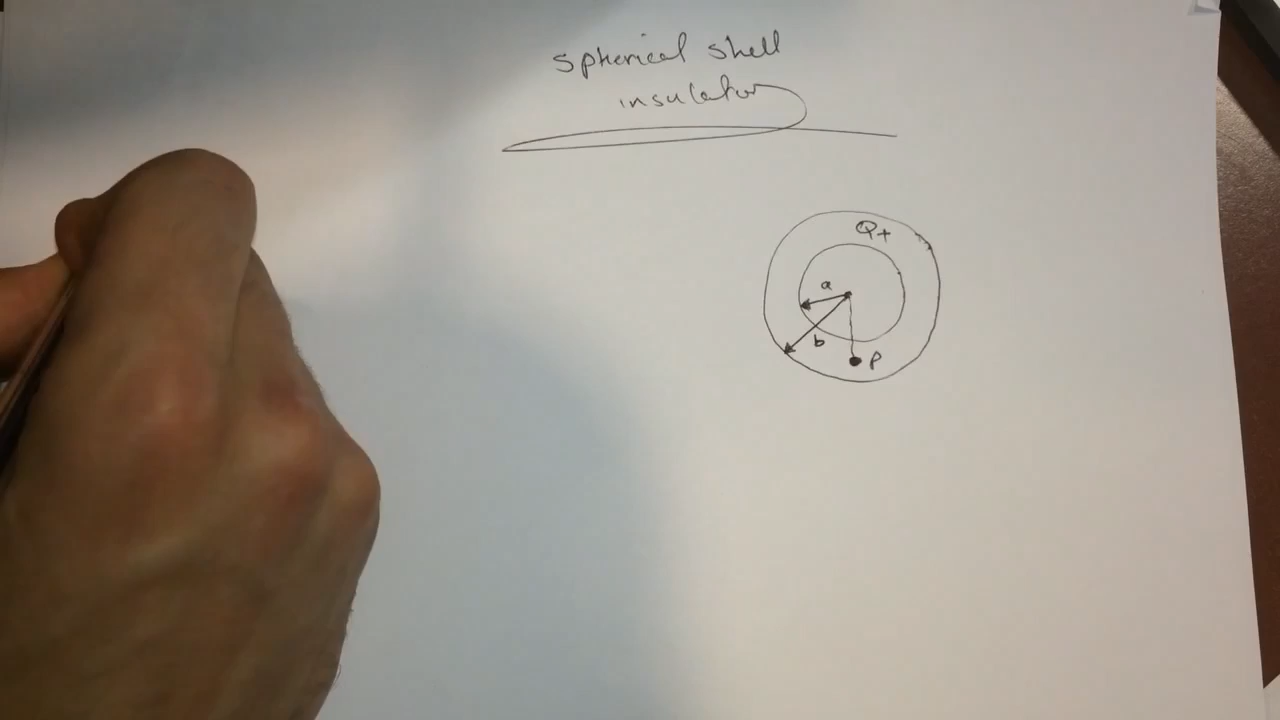 spherical shell
insulator
Q+
a
b
P